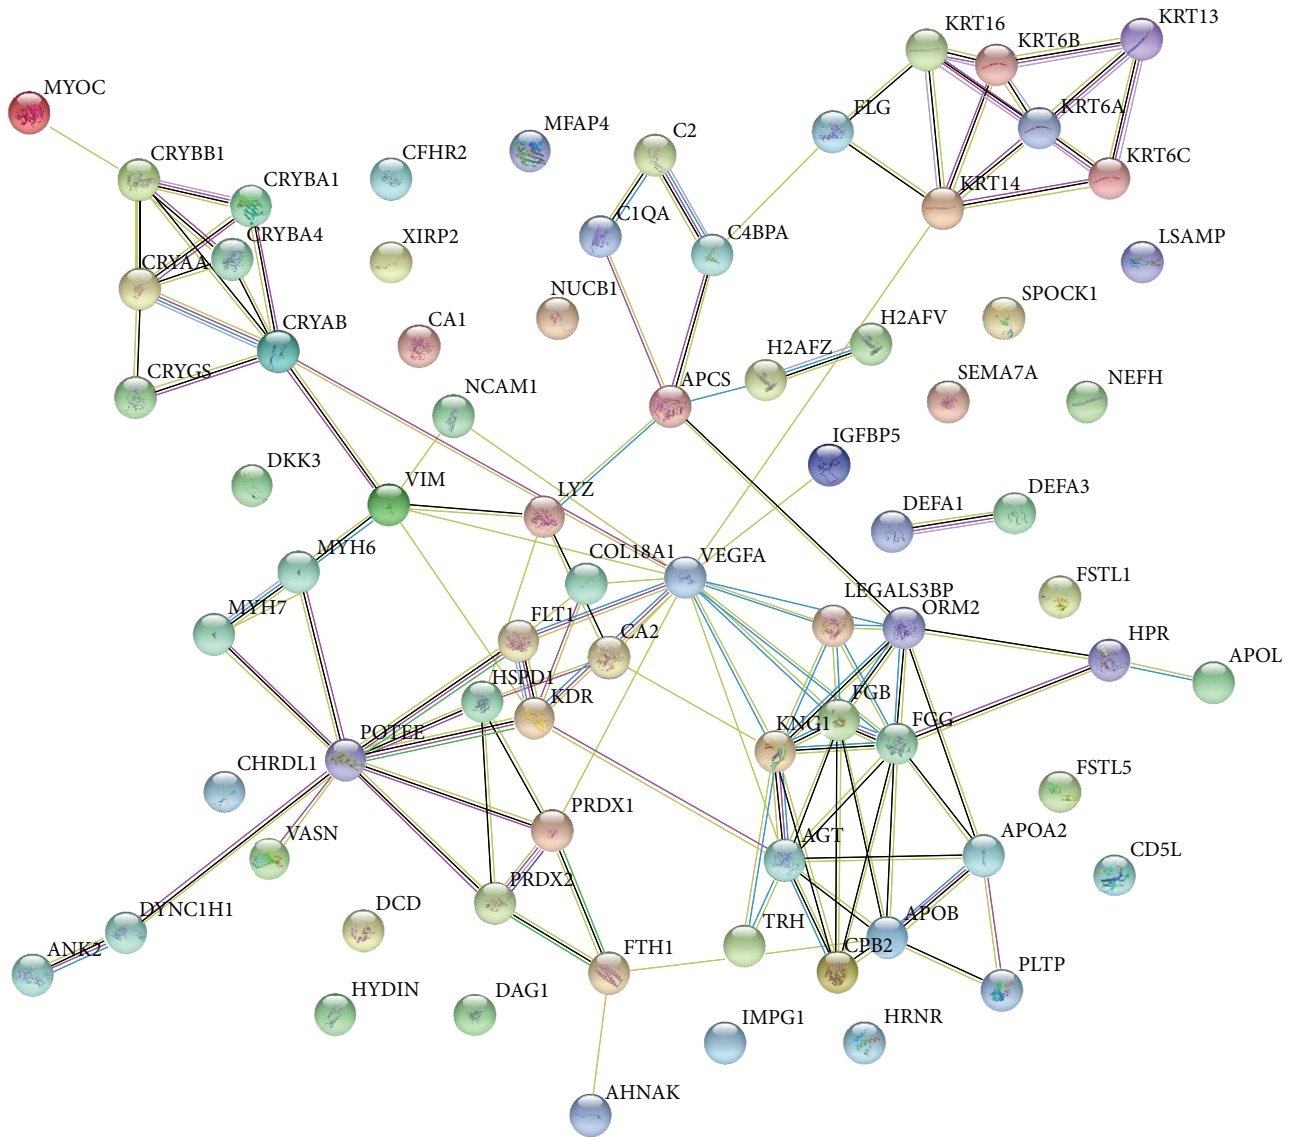 KRT16
KRT13
KRT6B
MYOC
FLG
KRT6A
MFAP4
C2
CRYBB1
CFHR2
KRT6C
CRYBA1
KRT14
C1QA
C4BPA
CRYBA4
XIRP2
LSAMP
CRYAA
NUCB1
SPOCK1
CRYAB
CA1
H2AFV
H2AFZ
CRYGS
NCAM1
APCS
SEMA7A
NEFH
IGFBP5
DKK3
VIM
LYZ
DEFA1
DEFA3
MYH6
COL18A1
VEGFA
FSTL1
LEGALS3BP
MYH7
FLT1
ORM2
CA2
HPR
APOL
HSPD1
KDR
FGB
KNG1
FGG
POTEE
CHRDL1
FSTL5
PRDX1
VASN
AGT
APOA2
CD5L
PRDX2
DYNC1H1
DCD
TRH
APOB
ANK2
FTH1
CPB2
PLTP
HYDIN
DAG1
IMPG1
HRNR
AHNAK